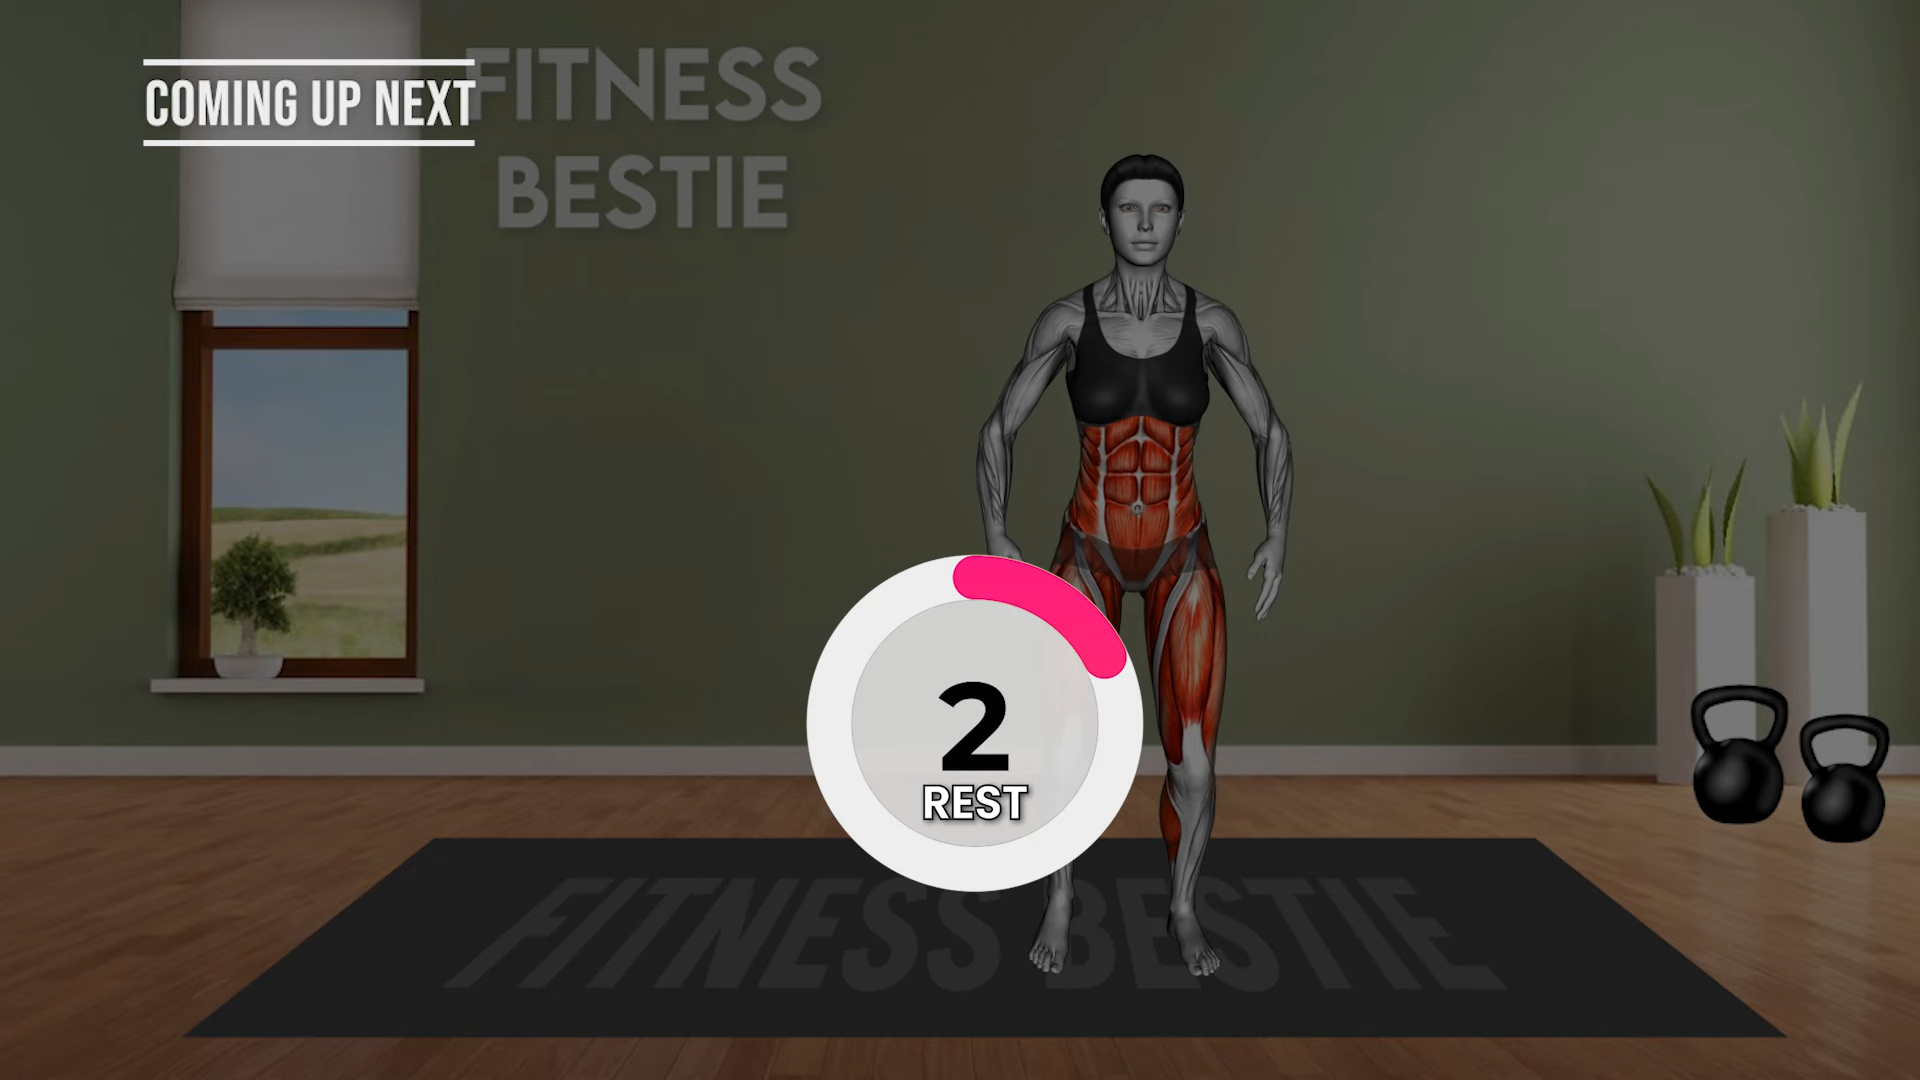 COMING UP NEXT
FITNESS
BESTIE
2
REST
FITNESS BESTIE